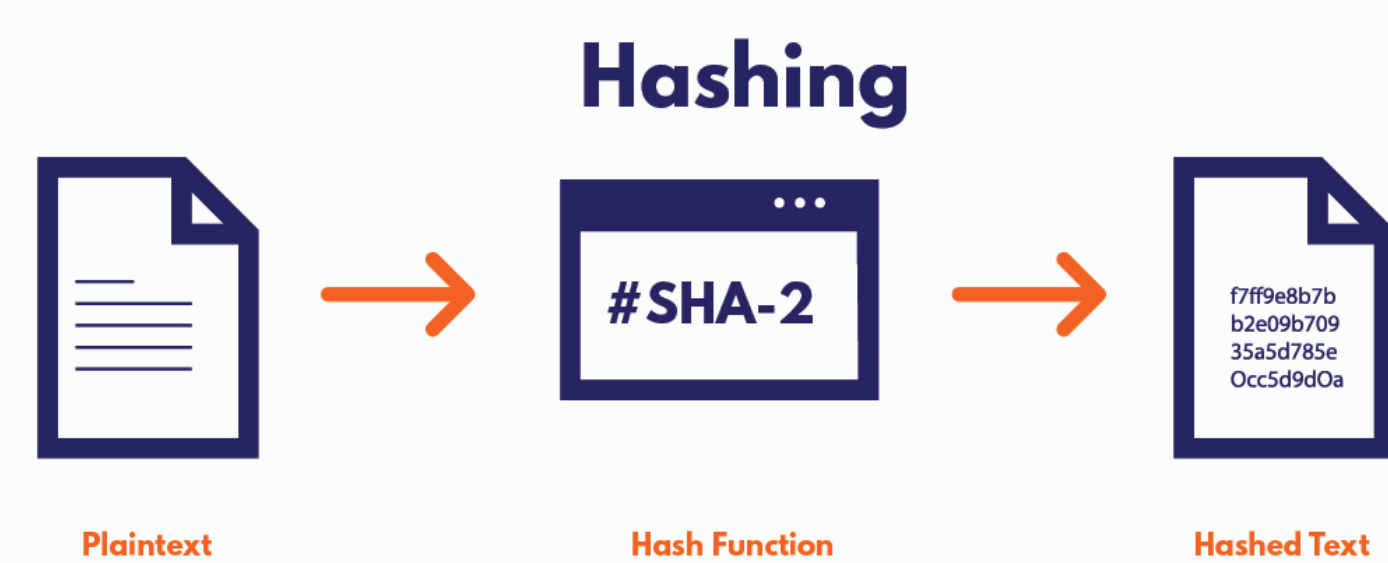 Hashing
#SHA-2
f7ff9e8b7b
b2e09b709
35a5d785e
Occ5d9dOa
Plaintext
Hash Function
Hashed Text